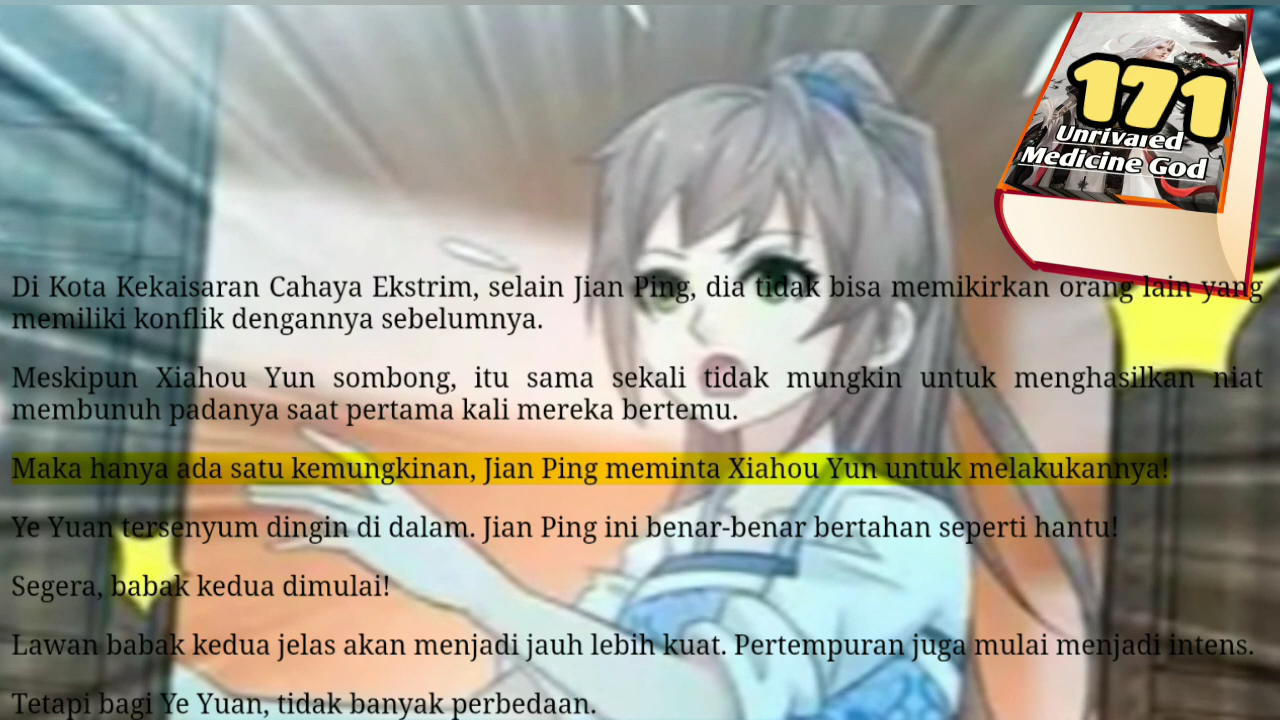 171
Unrivaled
Medicine God
Di Kota Kekaisaran Cahaya Ekstrim, selain Jian Ping, dia tidak bisa memikirkan orang lain yang
memiliki konflik dengannya sebelumnya.
Meskipun Xiahou Yun sombong, itu sama sekali tidak mungkin untuk menghasilkan niat
membunuh padanya saat pertama kali mereka bertemu.
Maka hanya ada satu kemungkinan, Jian Ping meminta Xiahou Yun untuk melakukannya!
Ye Yuan tersenyum dingin di dalam. Jian Ping ini benar-benar bertahan seperti hantu!
Segera, babak kedua dimulai!
Lawan babak kedua jelas akan menjadi jauh lebih kuat. Pertempuran juga mulai menjadi intens.
Tetapi bagi Ye Yuan, tidak banyak perbedaan.